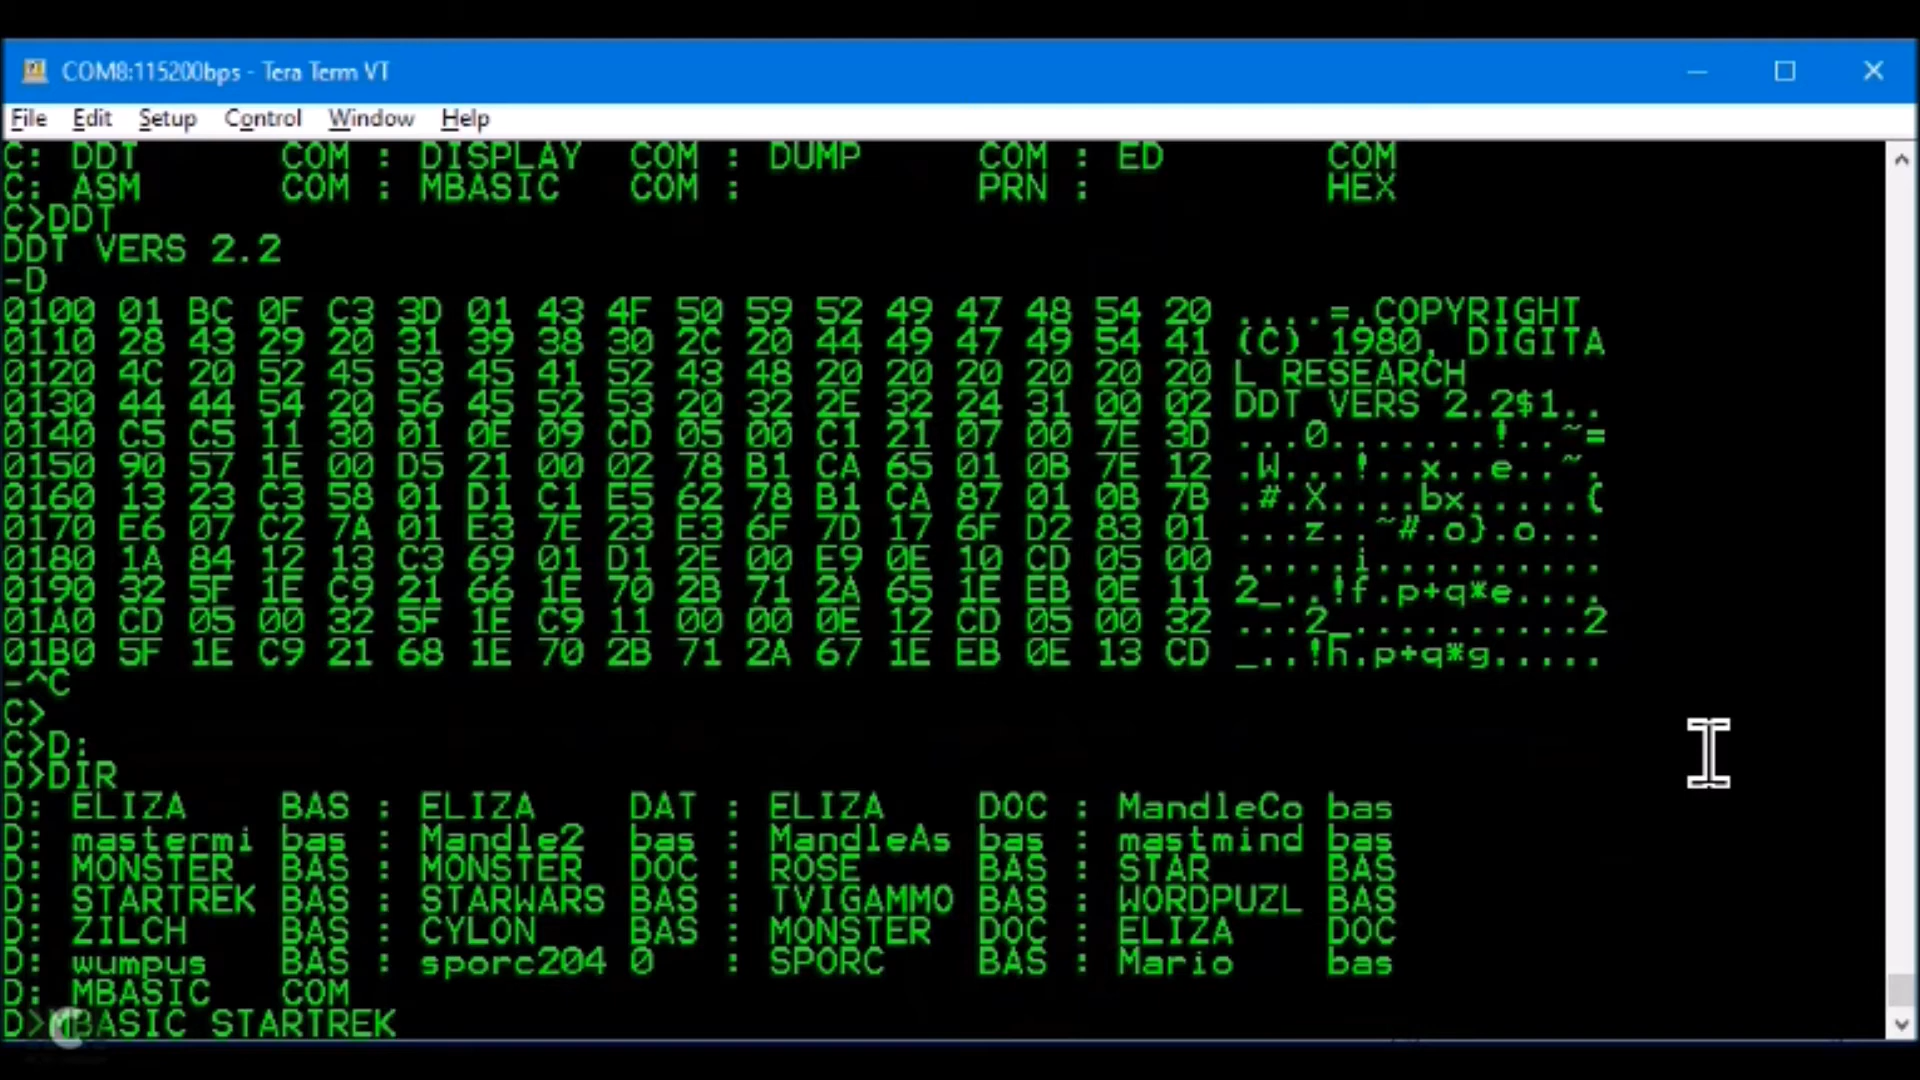 COM8:115200bps - Tera Term VT
File Edit Setup Control Window Help
C: DDT      COM : DISPLAY  COM : DUMP     COM : ED       COM
C: ASM      COM : MBASIC   COM :          PRN :          HEX
C>DDT
DDT VERS 2.2
-D
0100 01 BC 0F C3 3D 01 43 4F 50 59 52 49 47 48 54 20 ....=.COPYRIGHT
0110 28 43 29 20 31 39 38 30 2C 20 44 49 47 49 54 41 (C) 1980, DIGITA
0120 4C 20 52 45 53 45 41 52 43 48 20 20 20 20 20 20 L RESEARCH
0130 44 44 54 20 56 45 52 53 20 32 2E 32 24 31 00 02 DDT VERS 2.2$1..
0140 C5 C5 11 30 01 0E 09 CD 05 00 C1 21 07 00 7E 3D ...0.......!..~=
0150 90 57 1E 00 D5 21 00 02 78 B1 CA 65 01 0B 7E 12 .W...!..x..e..~.
0160 13 23 C3 58 01 D1 C1 E5 62 78 B1 CA 87 01 0B 7B .#.X....bx.....{
0170 E6 07 C2 7A 01 E3 7E 23 E3 6F 7D 17 6F D2 83 01 ...z..~#.o}.o...
0180 1A 84 12 13 C3 69 01 D1 2E 00 E9 0E 10 CD 05 00 .....i..........
0190 32 5F 1E C9 21 66 1E 70 2B 71 2A 65 1E EB 0E 11 2_..!f.p+q*e....
01A0 CD 05 00 32 5F 1E C9 11 00 00 0E 12 CD 05 00 32 ...2_..........2
01B0 5F 1E C9 21 68 1E 70 2B 71 2A 67 1E EB 0E 13 CD _..!h.p+q*g.....
-^C
C>
C>D:
D>DIR
D: ELIZA    BAS : ELIZA    DAT : ELIZA    DOC : MandleCo bas
D: mastermi bas : Mandle2  bas : MandleAs bas : mastmind bas
D: MONSTER  BAS : MONSTER  DOC : ROSE     BAS : STAR     BAS
D: STARTREK BAS : STARWARS BAS : TVIGAMMO BAS : WORDPUZL BAS
D: ZILCH    BAS : CYLON    BAS : MONSTER  DOC : ELIZA    DOC
D: wumpus   BAS : sporc204 0   : SPORC    BAS : Mario    bas
D: MBASIC   COM
D>MBASIC STARTREK